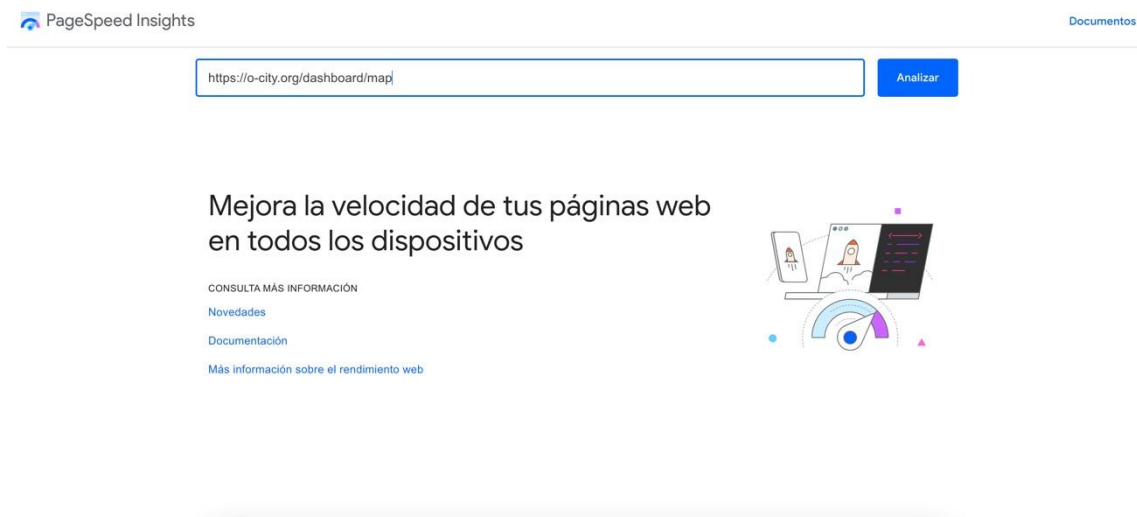 PageSpeed Insights
Documentos
https://o-city.org/dashboard/map
Analizar
Mejora la velocidad de tus páginas web
en todos los dispositivos
CONSULTA MÁS INFORMACIÓN
Novedades
Documentación
Más información sobre el rendimiento web